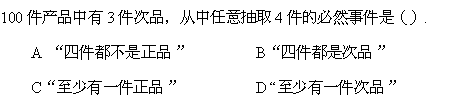 100 件产品中有 3 件次品，从中任意抽取 4 件的必然事件是 ( ) .
A “四件都不是正品 ” B“四件都是次品 ”
C“至少有一件正品 ” D“至少有一件次品 ”